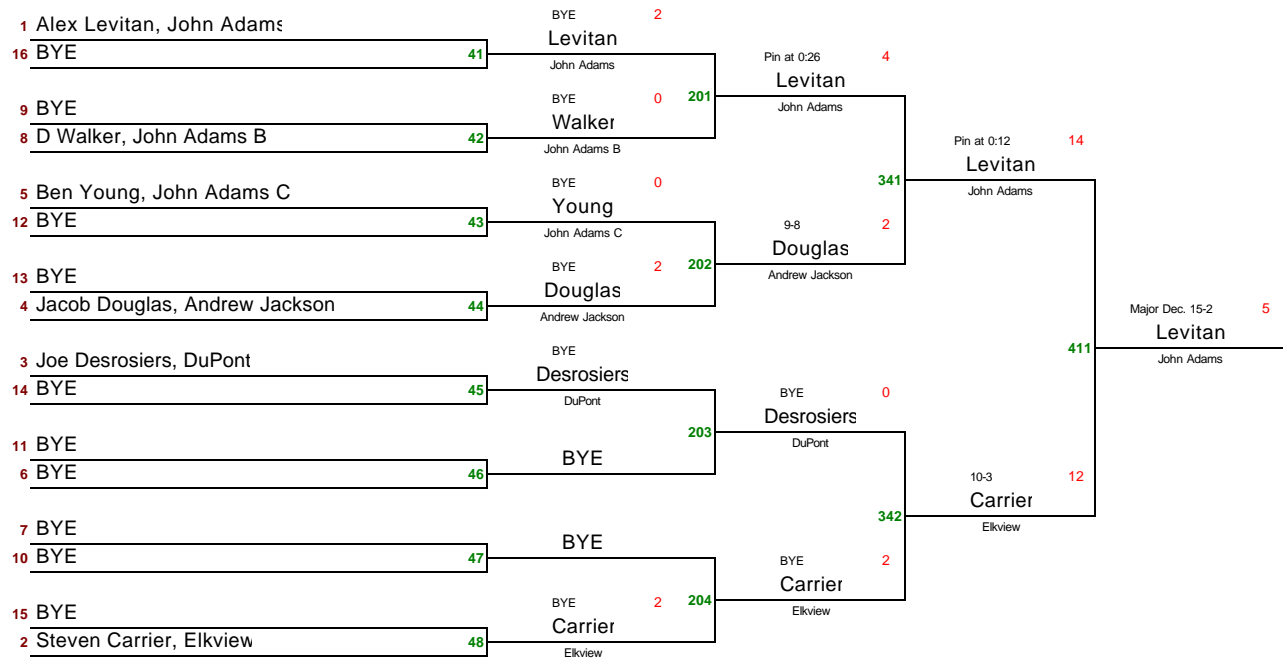 1 Alex Levitan, John Adams
16 BYE
41
9 BYE
8 D Walker, John Adams B
42
5 Ben Young, John Adams C
12 BYE
43
13 BYE
4 Jacob Douglas, Andrew Jackson
44
3 Joe Desrosiers, DuPont
14 BYE
45
11 BYE
6 BYE
46
7 BYE
10 BYE
47
15 BYE
2 Steven Carrier, Elkview
48
BYE 2
Levitan
John Adams
BYE 0
Walker
John Adams B
201
BYE 0
Young
John Adams C
BYE 2
Douglas
Andrew Jackson
202
BYE
Desrosiers
DuPont
BYE
203
BYE
BYE 2
Carrier
Elkview
204
Pin at 0:26 4
Levitan
John Adams
9-8 2
Douglas
Andrew Jackson
341
BYE 0
Desrosiers
DuPont
BYE 2
Carrier
Elkview
342
Pin at 0:12 14
Levitan
John Adams
10-3 12
Carrier
Elkview
411
Major Dec. 15-2 5
Levitan
John Adams